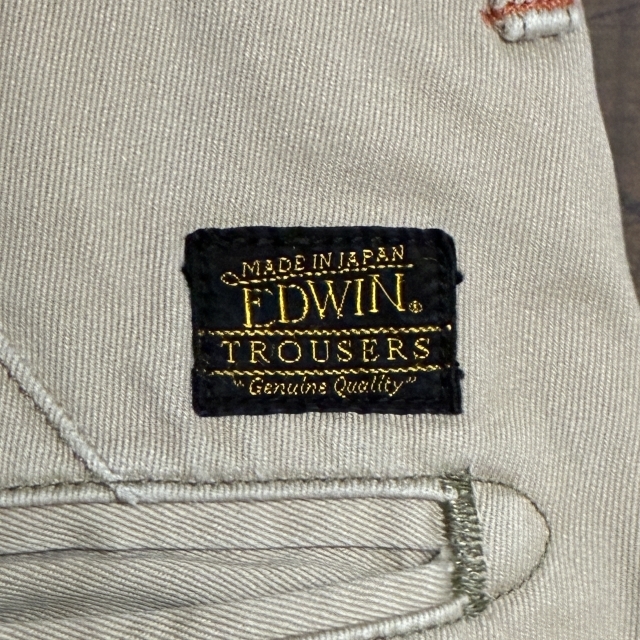 MADE IN JAPAN
EDWIN®
TROUSERS
"Genuine Quality"